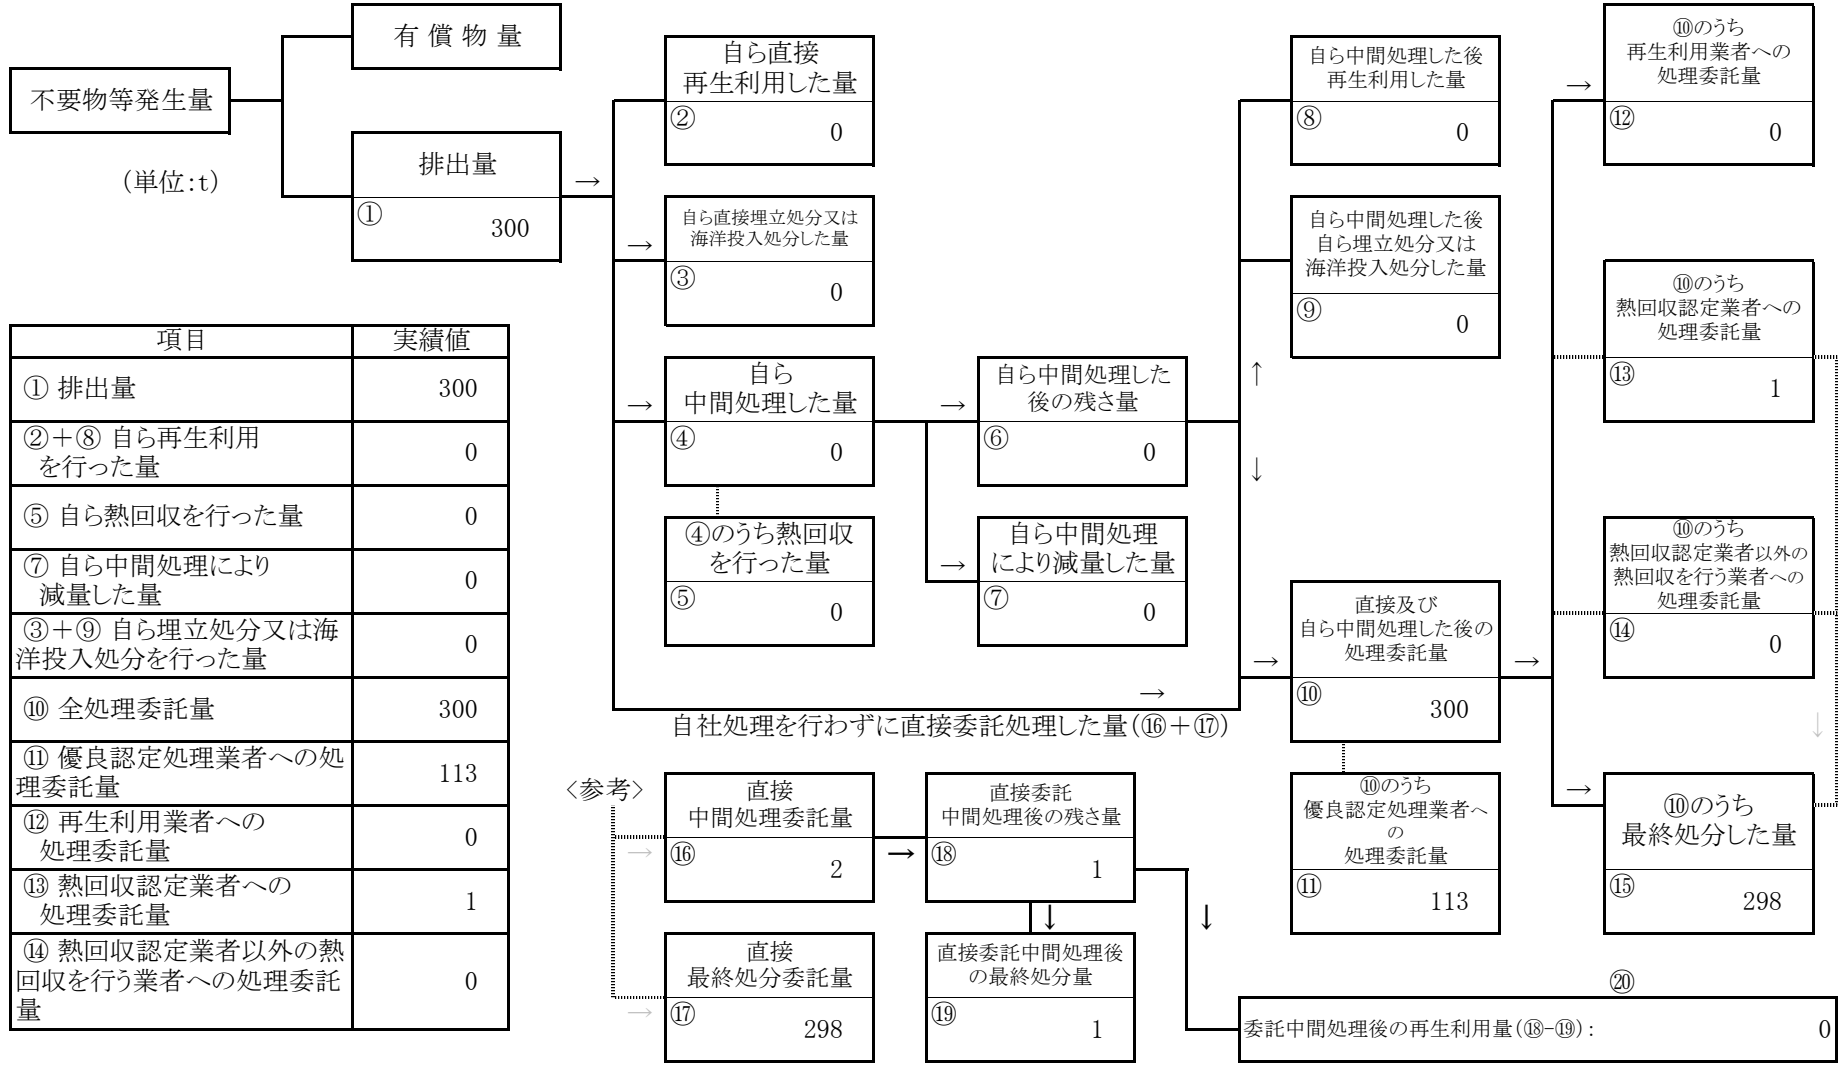 不要物等発生量
(単位:t)
有 償 物 量
排出量
①
300
→
自ら直接
再生利用した量
②
0
→
自ら直接埋立処分又は
海洋投入処分した量
③
0
→
自ら
中間処理した量
④
0
④のうち熱回収
を行った量
⑤
0
→
自ら中間処理した
後の残さ量
⑥
0
→
自ら中間処理
により減量した量
⑦
0
自ら中間処理した後
再生利用した量
⑧
0
自ら中間処理した後
自ら埋立処分又は
海洋投入処分した量
⑨
0
↑
↓
→
自社処理を行わずに直接委託処理した量(⑯+⑰)
→
直接及び
自ら中間処理した後の
処理委託量
⑩
300
⑩のうち
優良認定処理業者へ
の
処理委託量
⑪
113
→
→
⑩のうち
再生利用業者への
処理委託量
⑫
0
⑩のうち
熱回収認定業者への
処理委託量
⑬
1
⑩のうち
熱回収認定業者以外の
熱回収を行う業者への
処理委託量
⑭
0
↓
→
⑩のうち
最終処分した量
⑮
298
項目 実績値
① 排出量 300
②+⑧ 自ら再生利用
を行った量 0
⑤ 自ら熱回収を行った量 0
⑦ 自ら中間処理により
減量した量 0
③+⑨ 自ら埋立処分又は海
洋投入処分を行った量 0
⑩ 全処理委託量 300
⑪ 優良認定処理業者への処
理委託量 113
⑫ 再生利用業者への
処理委託量 0
⑬ 熱回収認定業者への
処理委託量 1
⑭ 熱回収認定業者以外の熱
回収を行う業者への処理委託
量 0
<参考>
→
直接
中間処理委託量
⑯
2
→
直接委託
中間処理後の残さ量
⑱
1
↓
↓
→
直接
最終処分委託量
⑰
298
直接委託中間処理後
の最終処分量
⑲
1
⑳
委託中間処理後の再生利用量(⑱-⑲): 0